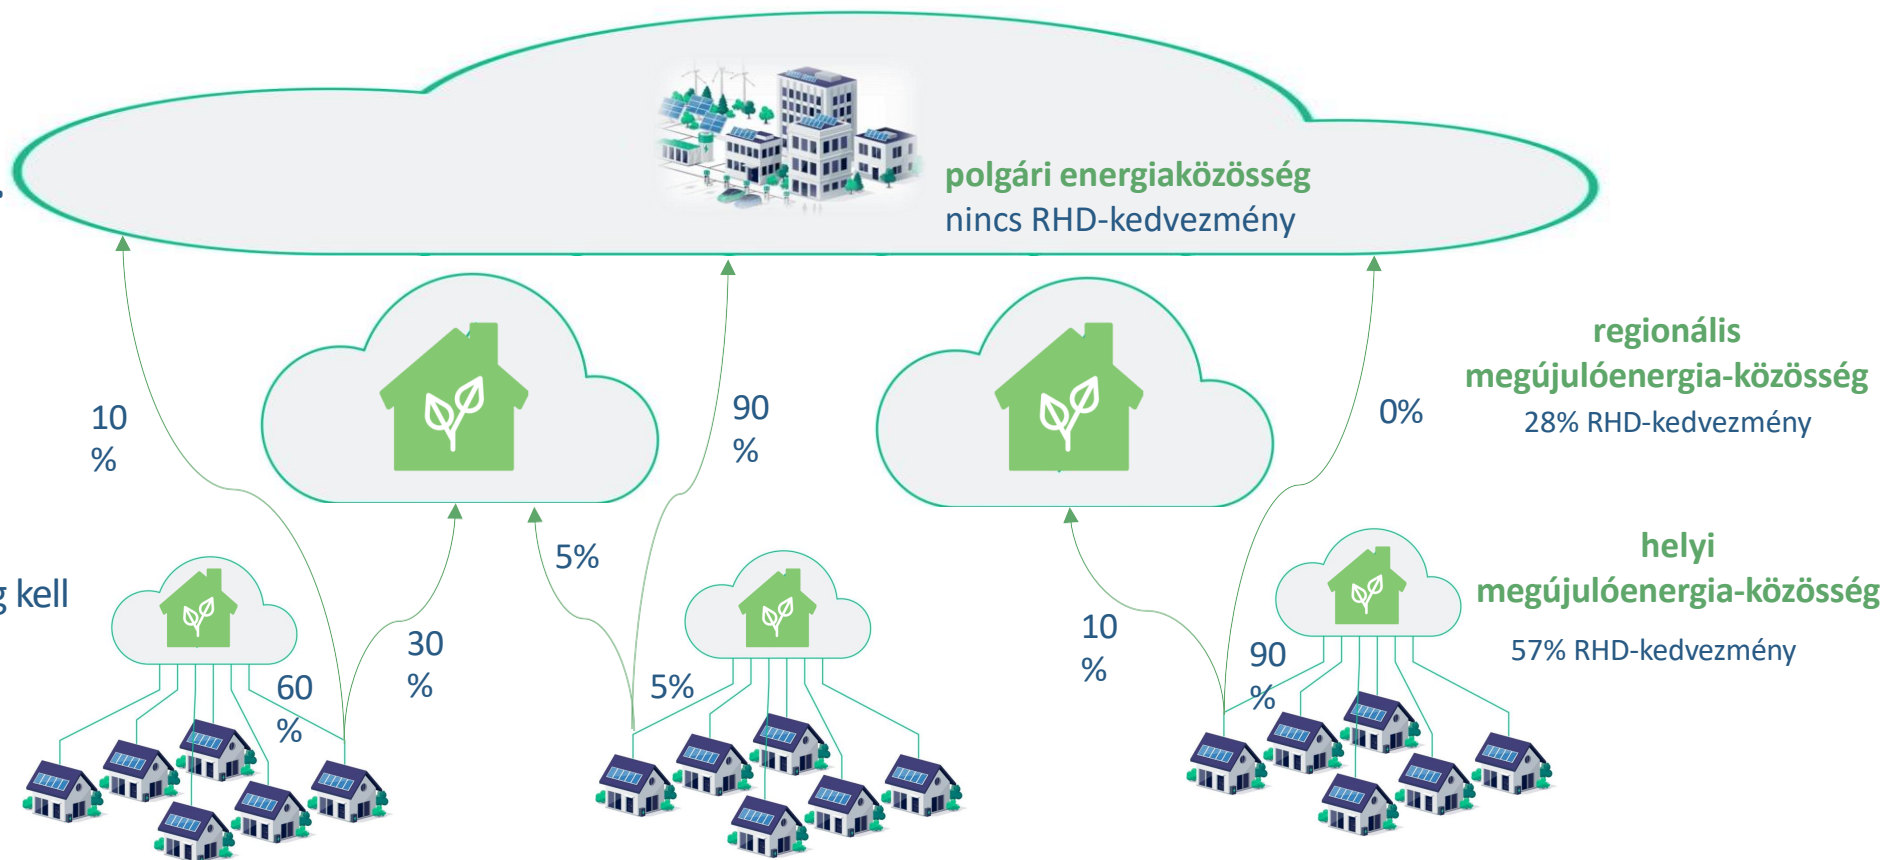 polgári energiaközösség
nincs RHD-kedvezmény
regionális
megújulóenergia-közösség
28% RHD-kedvezmény
10
%
90
%
0%
helyi
megújulóenergia-közösség
57% RHD-kedvezmény
g kell
5%
30
%
60
%
5%
10
%
90
%